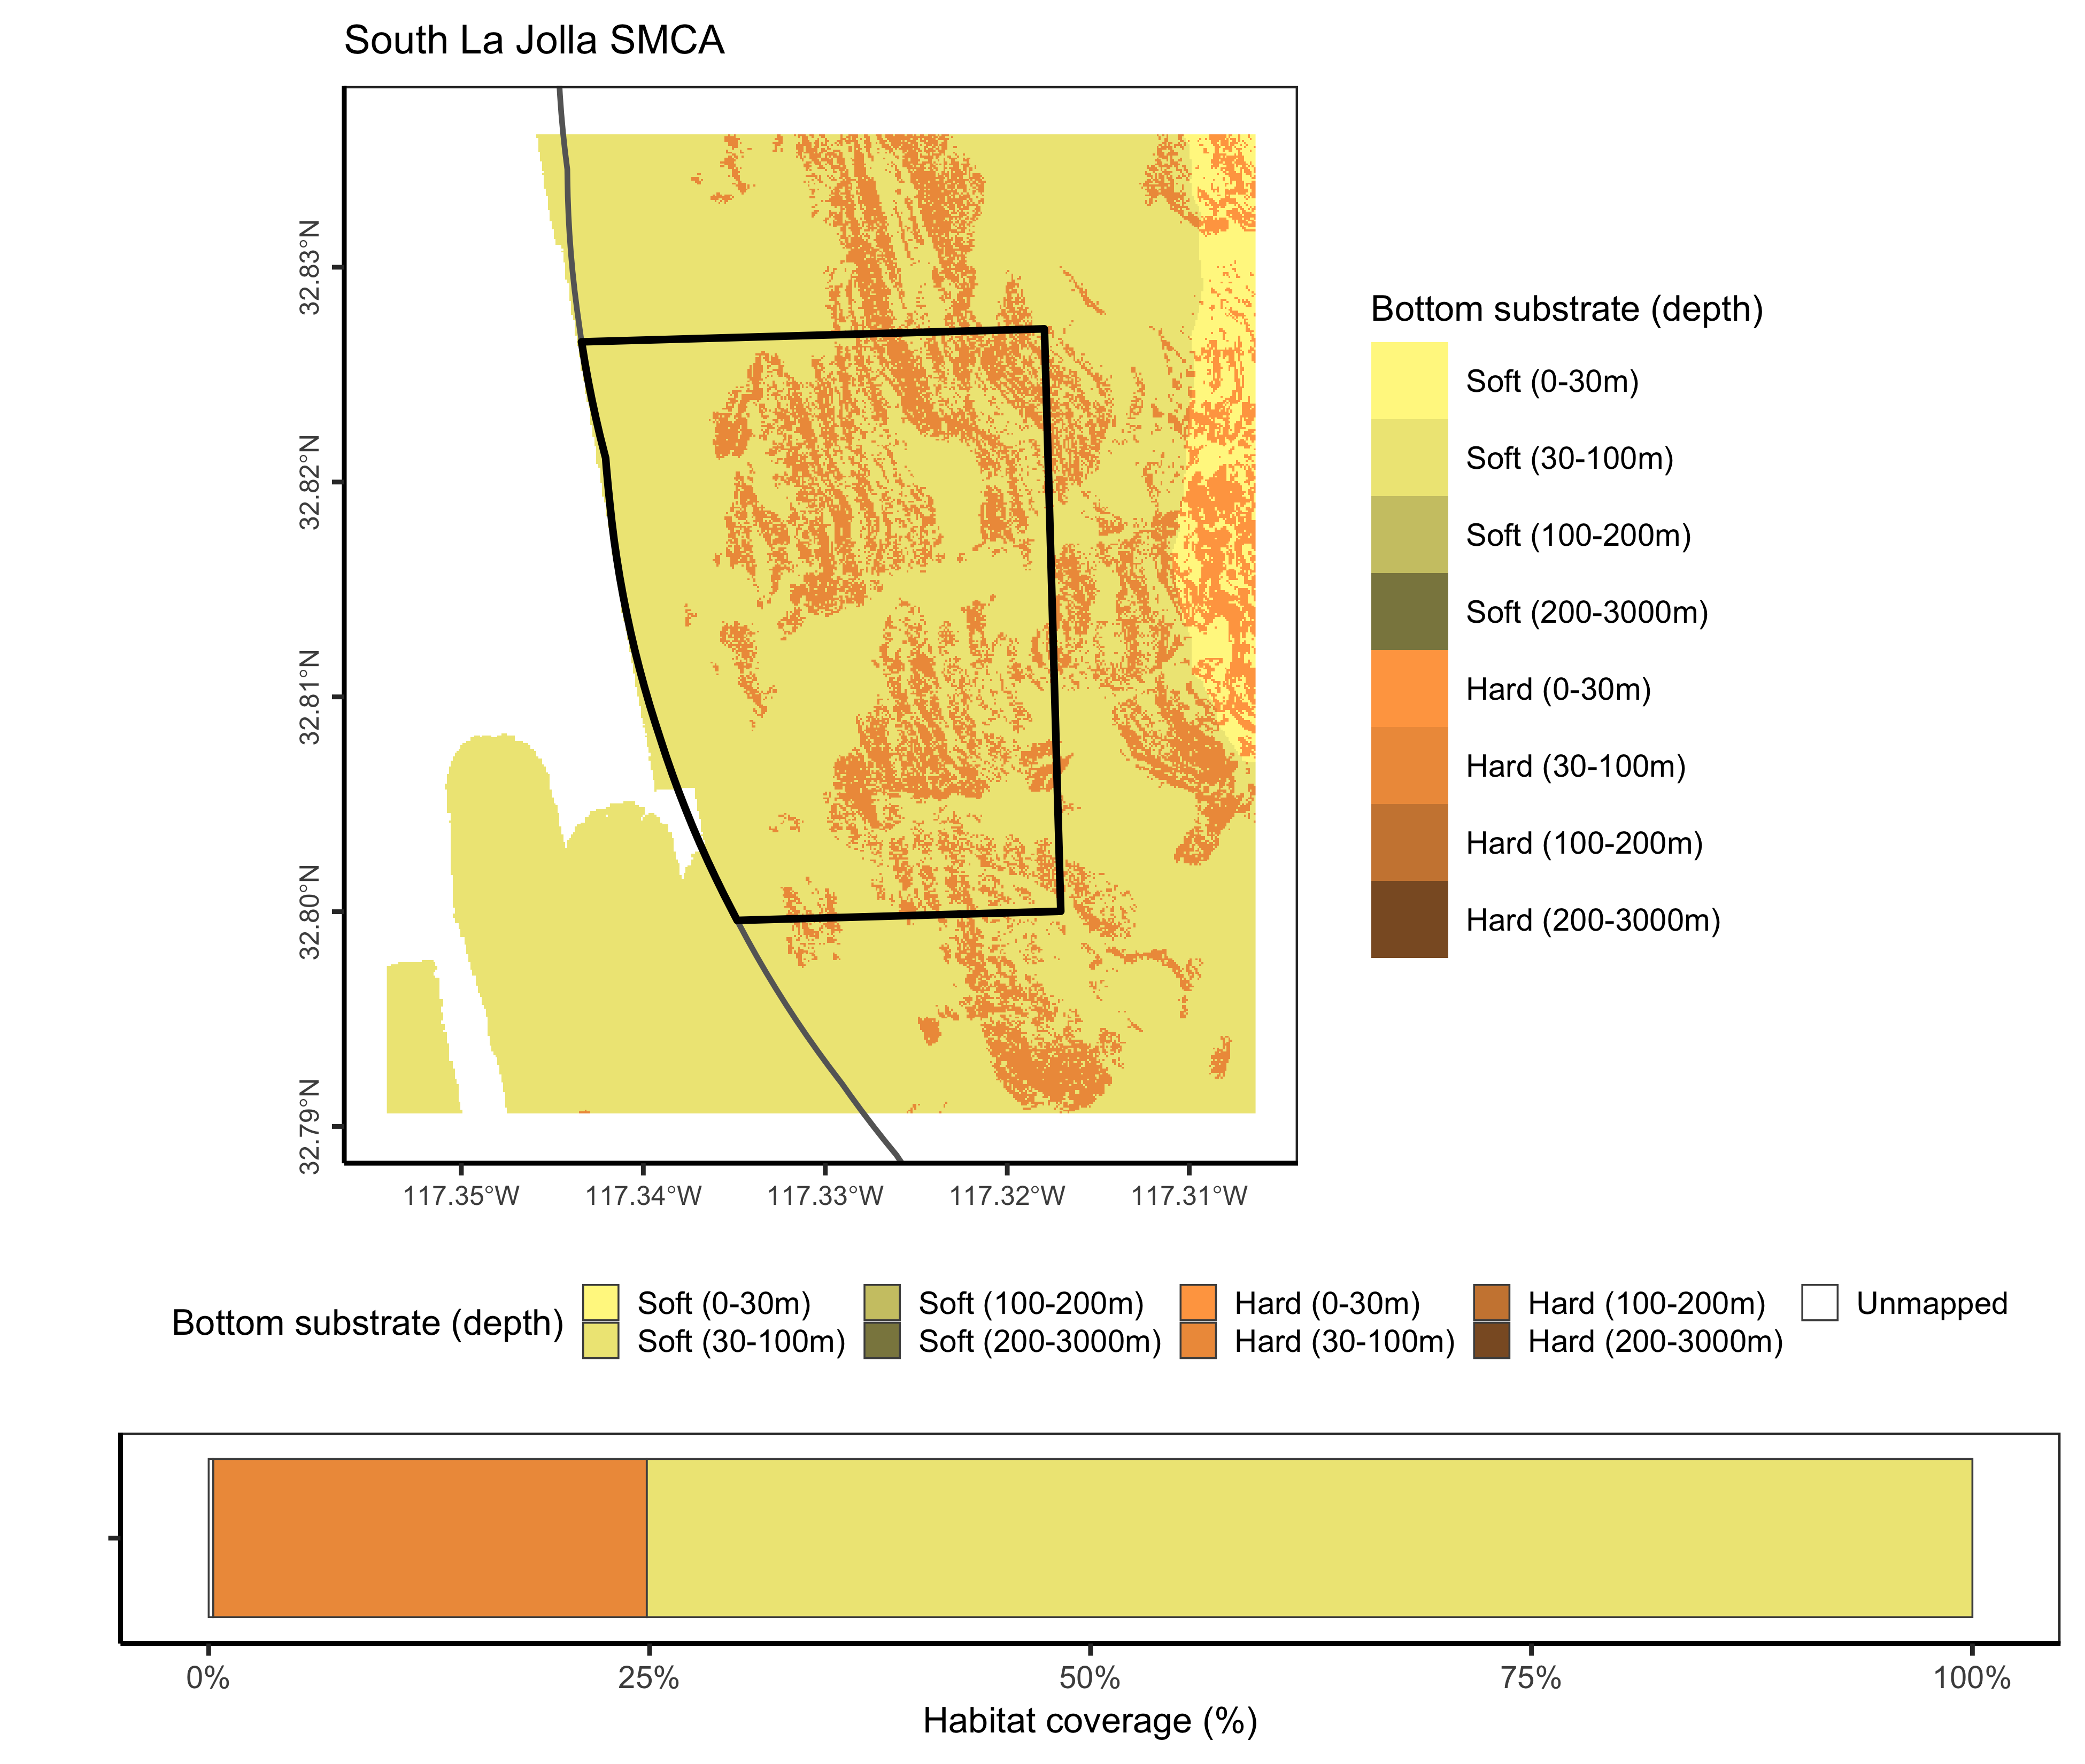 South La Jolla SMCA
32.83°N
32.82°N
32.81°N
32.80°N
32.79°N
117.35°W 117.34°W 117.33°W 117.32°W 117.31°W
Bottom substrate (depth)
Soft (0-30m)
Soft (30-100m)
Soft (100-200m)
Soft (200-3000m)
Hard (0-30m)
Hard (30-100m)
Hard (100-200m)
Hard (200-3000m)
Bottom substrate (depth)
Soft (0-30m) Soft (100-200m) Hard (0-30m) Hard (100-200m) Unmapped
Soft (30-100m) Soft (200-3000m) Hard (30-100m) Hard (200-3000m)
0% 25% 50% 75% 100%
Habitat coverage (%)